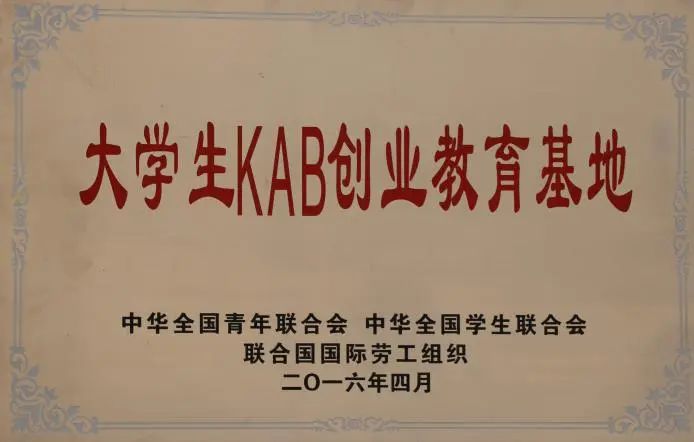 大学生KAB创业教育基地
中华全国青年联合会 中华全国学生联合会
联合国国际劳工组织
二〇一六年四月